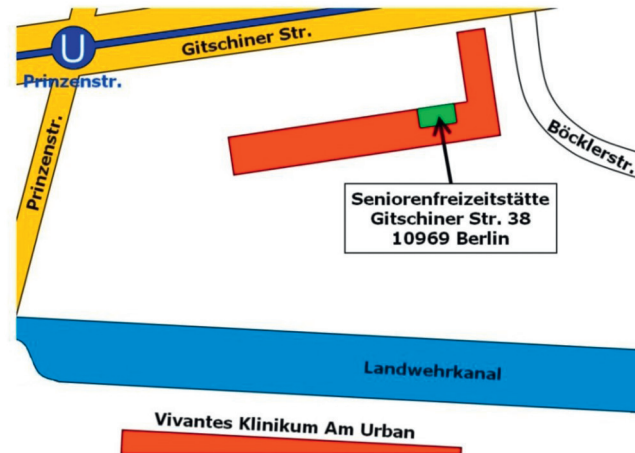 Gitschiner Str.
U
Prinzenstr.
Prinzenstr.
Böcklerstr.
Seniorenfreizeitstätte
Gitschiner Str. 38
10969 Berlin
Landwehrkanal
Vivantes Klinikum Am Urban